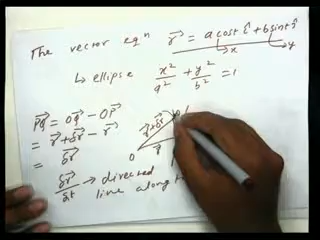 The vector eqn r⃗ = a cost î + b sint ĵ
x y
↳ ellipse x²/a² + y²/b² = 1
PQ⃗ = OQ⃗ - OP⃗
= r⃗ + δr⃗ - r⃗
= δr⃗
r⃗+δr⃗
O r⃗
δr⃗/δt → directed
line along